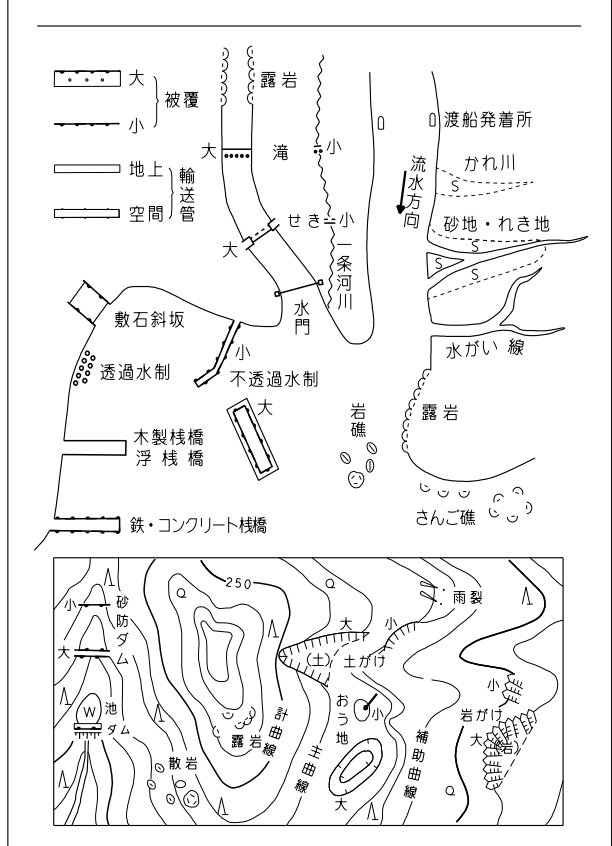 大
小
被覆
地上
空間
輸送管
露岩
大 滝 小
せき 小
大
一条河川
水門
渡船発着所
流水方向
かれ川
S
砂地・れき地
S
S
S
水がい線
敷石斜坂
透過水制
小
不透過水制
大
木製桟橋
浮桟橋
鉄・コンクリート桟橋
岩礁
露岩
さんご礁
250
小 砂防ダム
大
W 池
ダム
散岩
露岩
計曲線
主曲線
大 小
(土) 土がけ
おう地
小
大
補助曲線
雨裂
小
岩がけ
大 (岩)